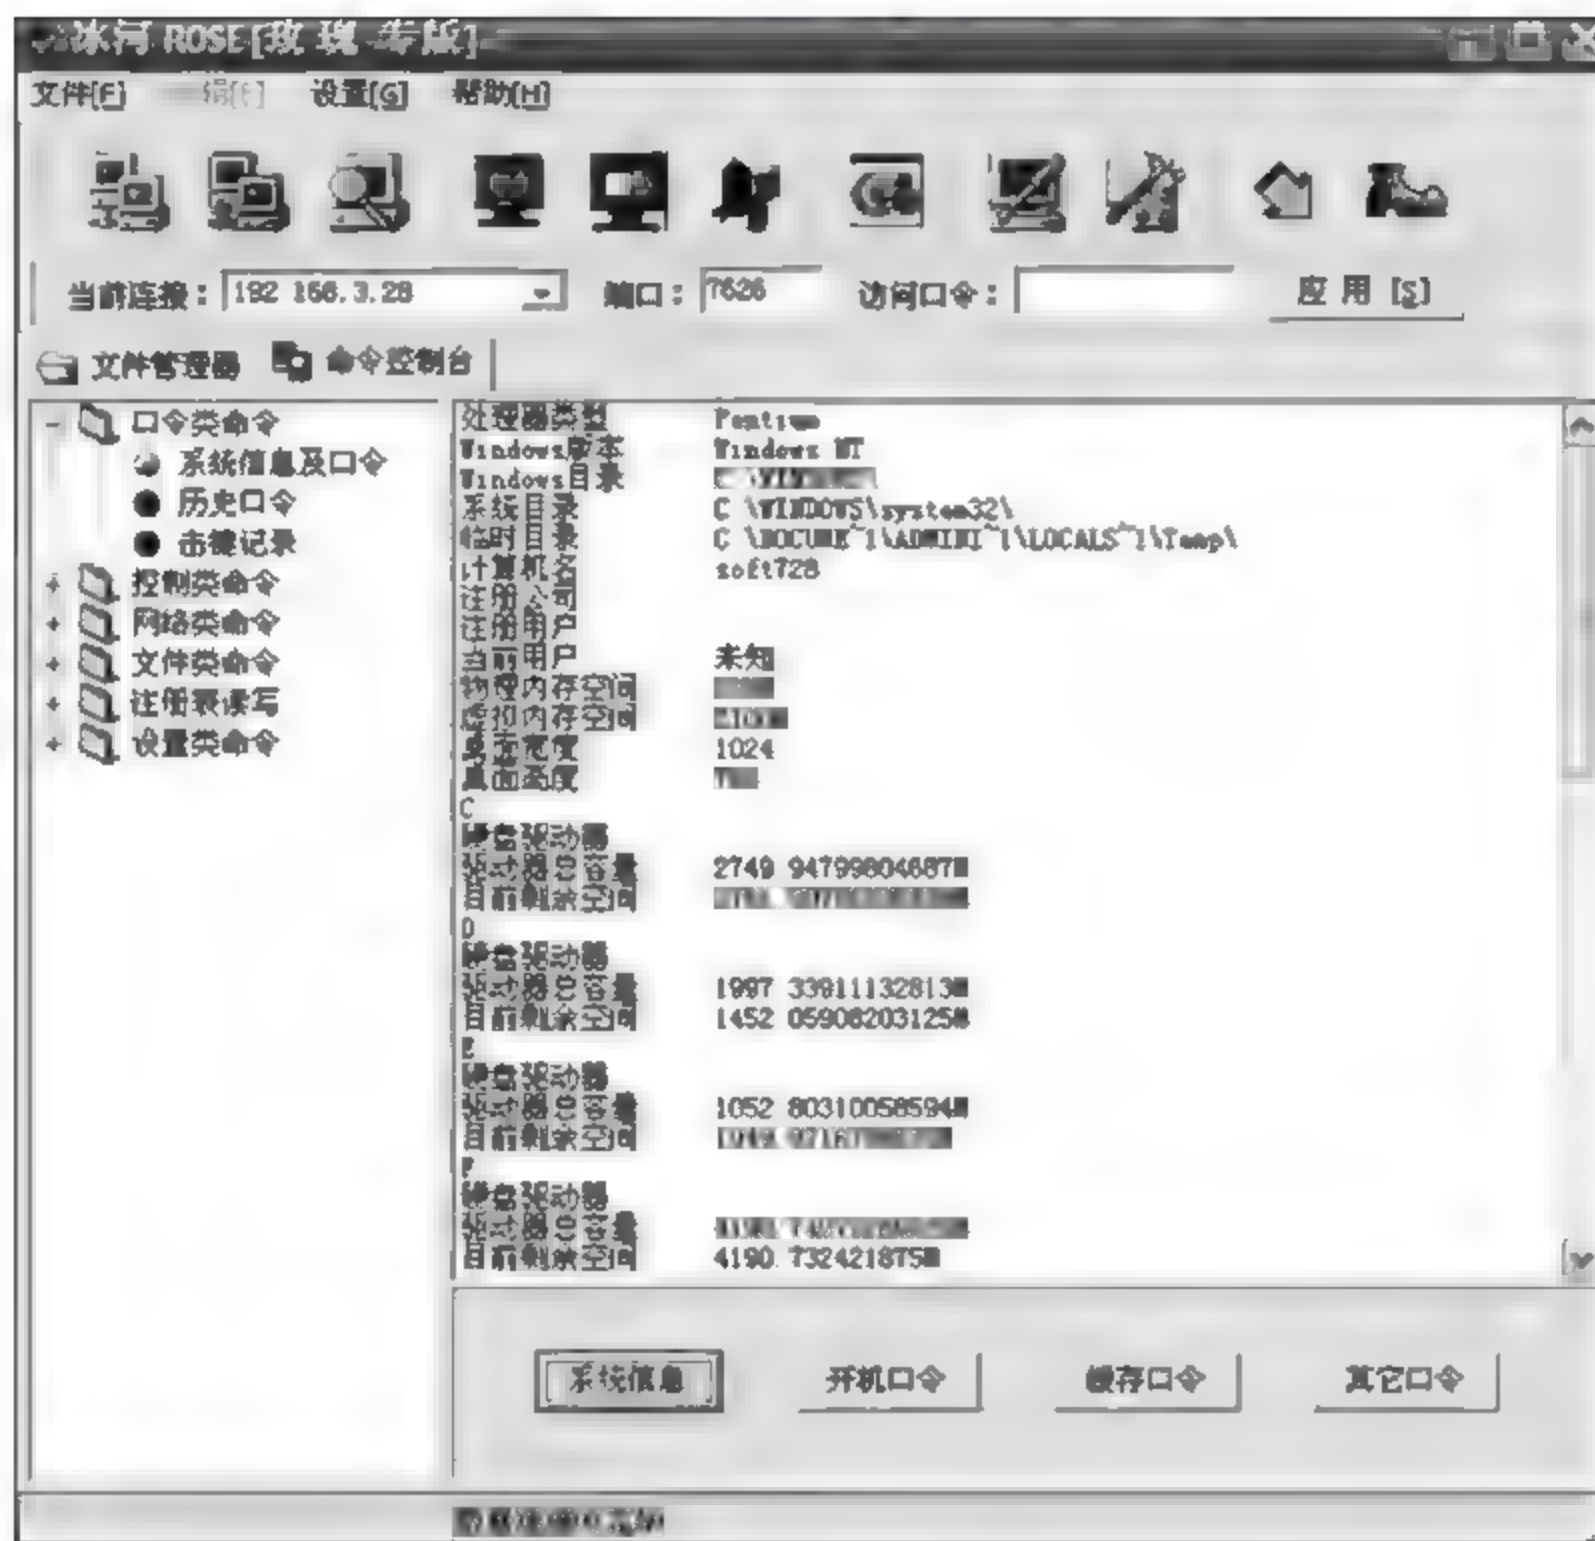 冰河 ROSE [玫 瑰 专版]
文件[F] 辑[E] 设置[G] 帮助[H]
当前连接： 192 168.3.28 端口： 7626 访问口令： 应 用 [S]
文件管理器 命令控制台
口令类命令
系统信息及口令
历史口令
击键记录
控制类命令
网络类命令
文件类命令
注册表读写
设置类命令
处理器类型 Pentium
Windows版本 Windows NT
Windows目录
系统目录 C \WINDOWS\system32\
临时目录 C \DOCUME~1\ADMINI~1\LOCALS~1\Temp\
计算机名 soft728
注册公司
注册用户
当前用户 未知
物理内存空间
虚拟内存空间
桌面宽度 1024
桌面高度
C
硬盘驱动器
驱动器总容量 2749 94799804687M
目前剩余空间
D
硬盘驱动器
驱动器总容量 1997 33911132813M
目前剩余空间 1452 05908203125M
E
硬盘驱动器
驱动器总容量 1052 80310058594M
目前剩余空间
F
硬盘驱动器
驱动器总容量
目前剩余空间 4190.732421875M
系统信息 开机口令 缓存口令 其它口令